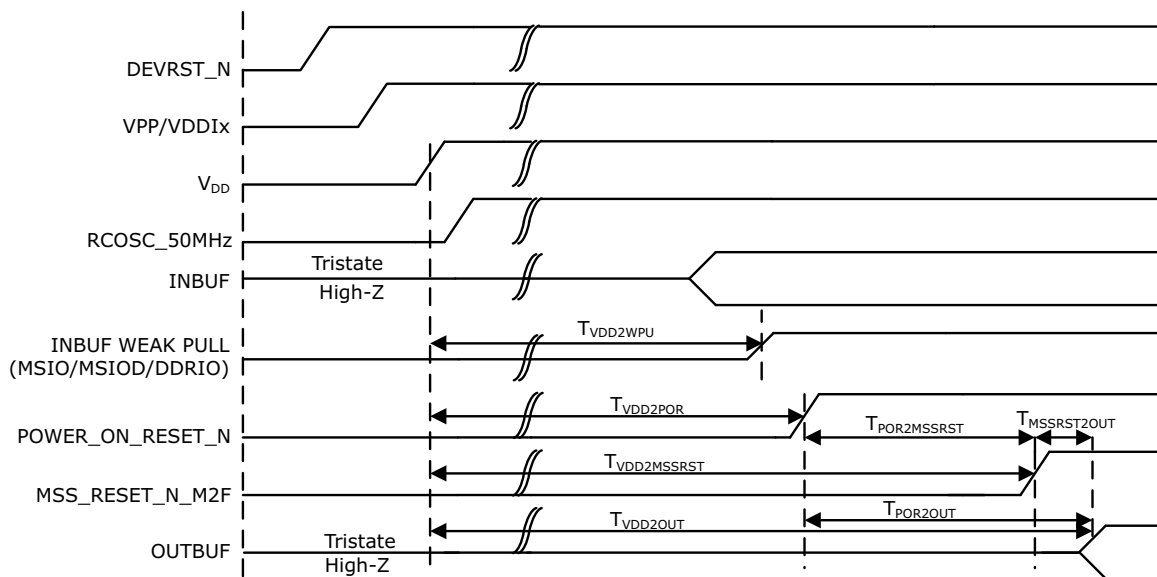 DEVRST_N
VPP/VDDIx
VDD
RCOSC_50MHz
Tristate
INBUF
High-Z
INBUF WEAK PULL
(MSIO/MSIOD/DDRIO)
TVDD2WPU
TVDD2POR
POWER_ON_RESET_N
TPOR2MSSRST
TMSSRST2OUT
TVDD2MSSRST
MSS_RESET_N_M2F
TVDD2OUT
TPOR2OUT
Tristate
OUTBUF
High-Z